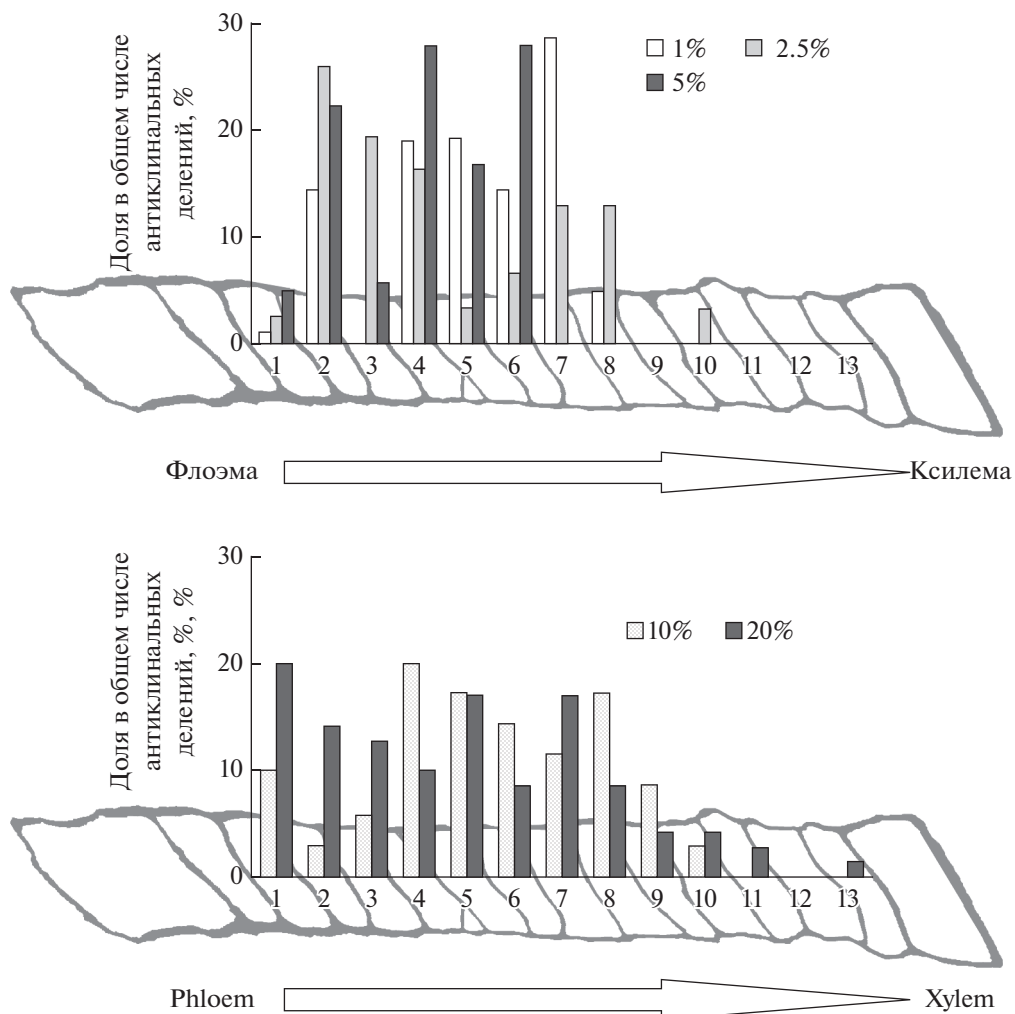 Доля в общем числе
антиклинальных
делений, %
30
20
10
0
1% 2.5%
5%
1 2 3 4 5 6 7 8 9 10 11 12 13
Флоэма Ксилема
Доля в общем числе
антиклинальных
делений, %, %
30
20
10
0
10% 20%
1 2 3 4 5 6 7 8 9 10 11 12 13
Phloem Xylem